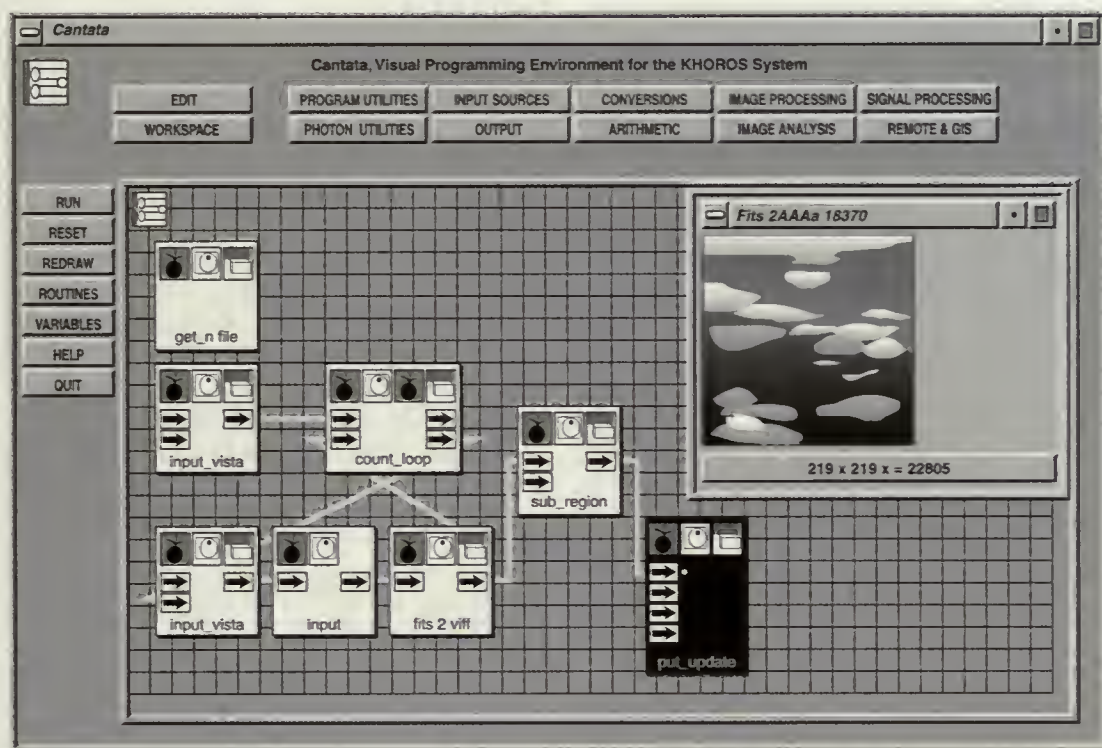 Cantata
Cantata, Visual Programming Environment for the KHOROS System
EDIT
PROGRAM UTILITIES
INPUT SOURCES
CONVERSIONS
IMAGE PROCESSING
SIGNAL PROCESSING
WORKSPACE
PHOTON UTILITIES
OUTPUT
ARITHMETIC
IMAGE ANALYSIS
REMOTE & GIS
RUN
RESET
REDRAW
ROUTINES
VARIABLES
HELP
QUIT
Fits 2AAAa 18370
219 x 219 x = 22805
get_n file
input_vista
count_loop
sub_region
input_vista
input
fits 2 viff
put_update